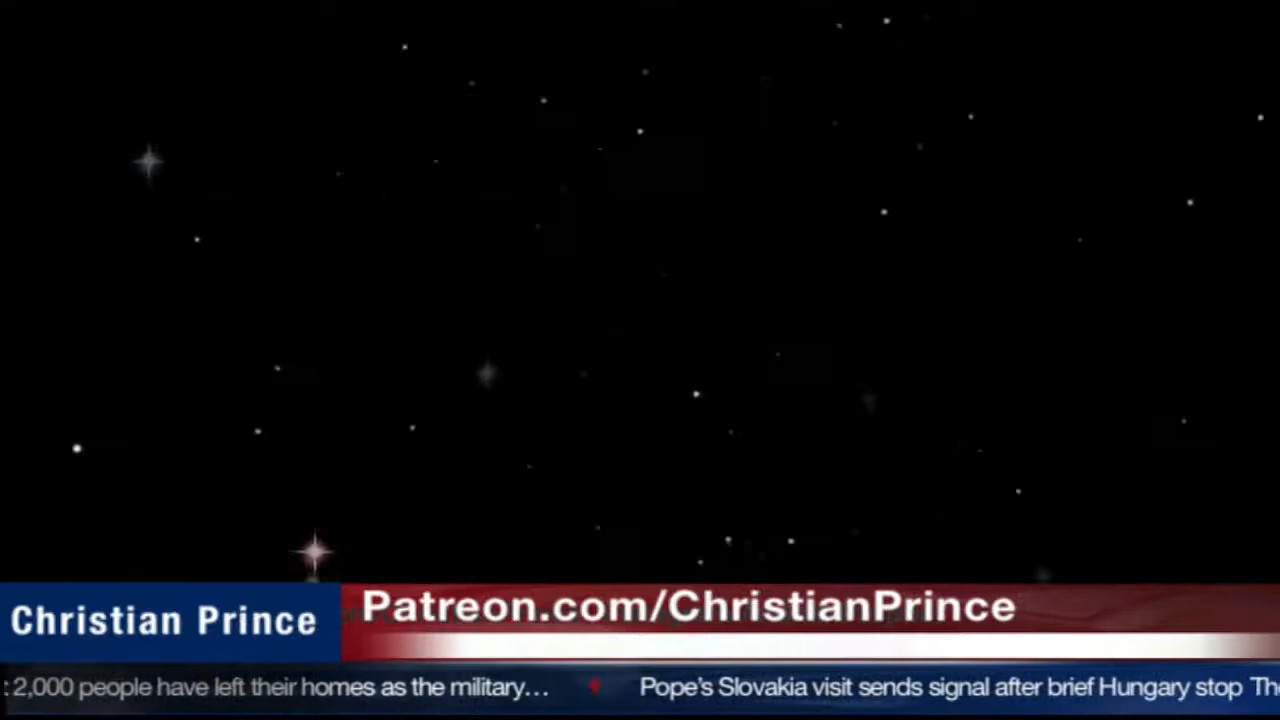 Patreon.com/ChristianPrince
Christian Prince
: 2,000 people have left their homes as the military... Pope's Slovakia visit sends signal after brief Hungary stop The